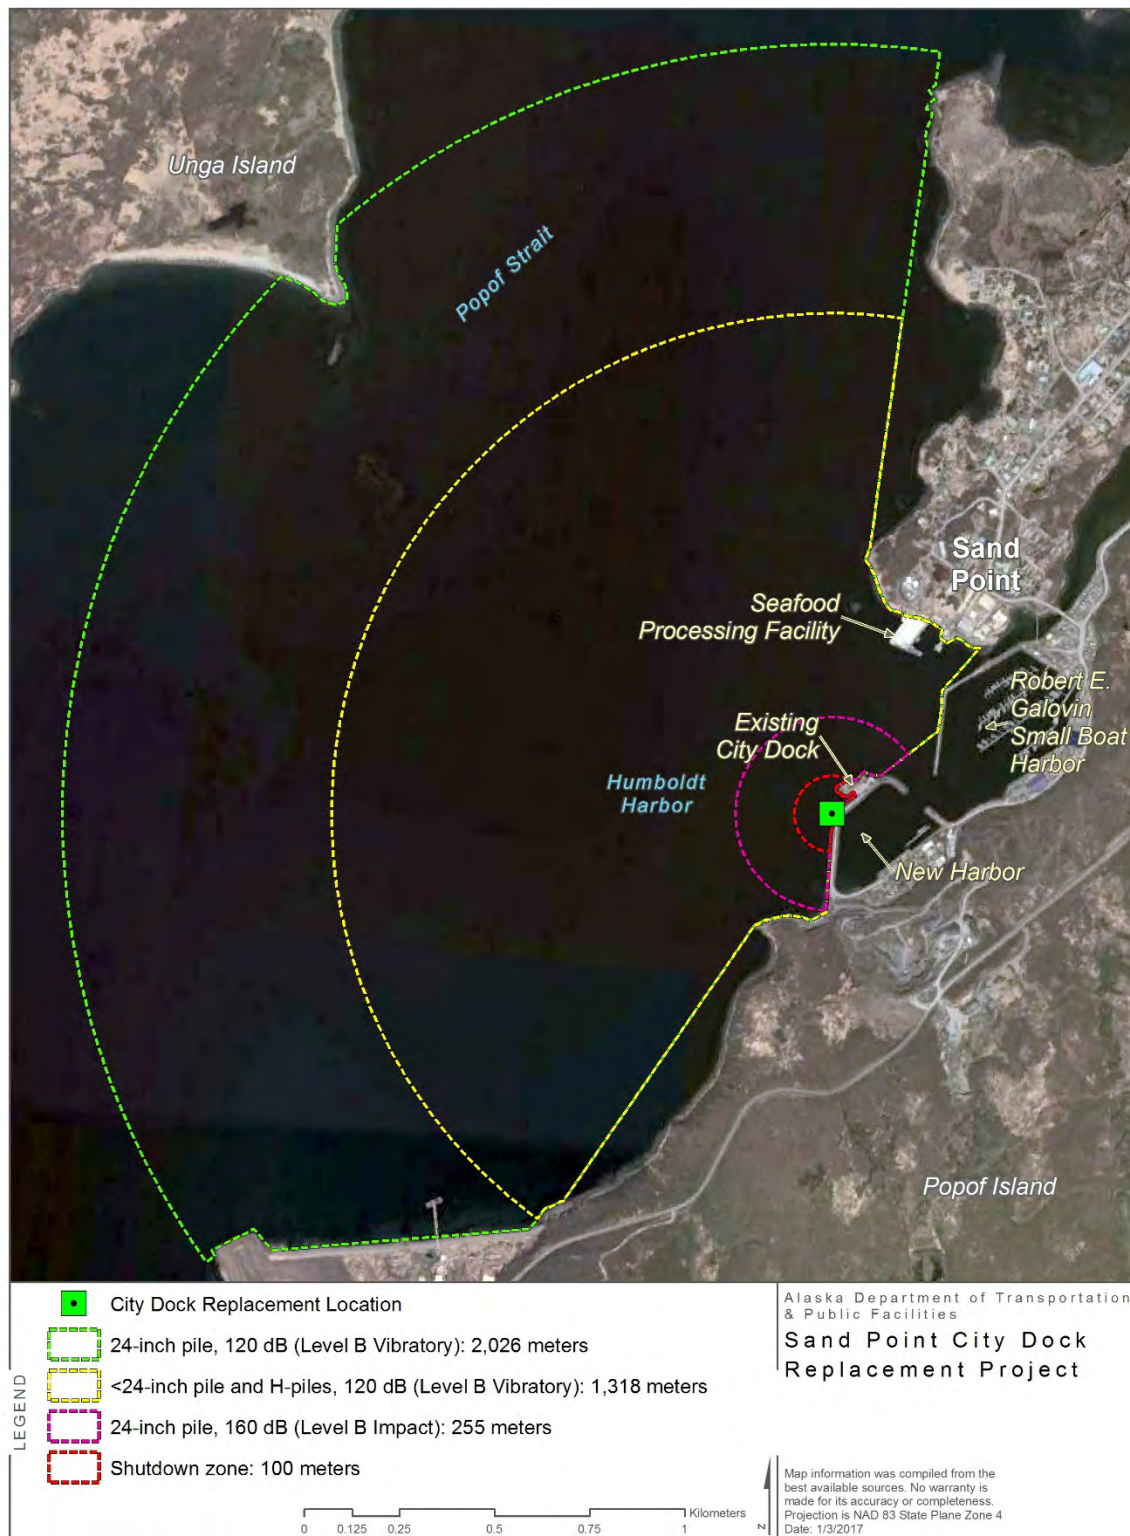 Unga Island
Popof Strait
Sand
Point
Seafood
Processing Facility
Robert E.
Galovin
Small Boat
Harbor
Existing
City Dock
Humboldt
Harbor
New Harbor
Popof Island
LEGEND
City Dock Replacement Location
24-inch pile, 120 dB (Level B Vibratory): 2,026 meters
<24-inch pile and H-piles, 120 dB (Level B Vibratory): 1,318 meters
24-inch pile, 160 dB (Level B Impact): 255 meters
Shutdown zone: 100 meters
Kilometers
0 0.125 0.25 0.5 0.75 1
N
Alaska Department of Transportation
& Public Facilities
Sand Point City Dock
Replacement Project
Map information was compiled from the
best available sources. No warranty is
made for its accuracy or completeness.
Projection is NAD 83 State Plane Zone 4
Date: 1/3/2017